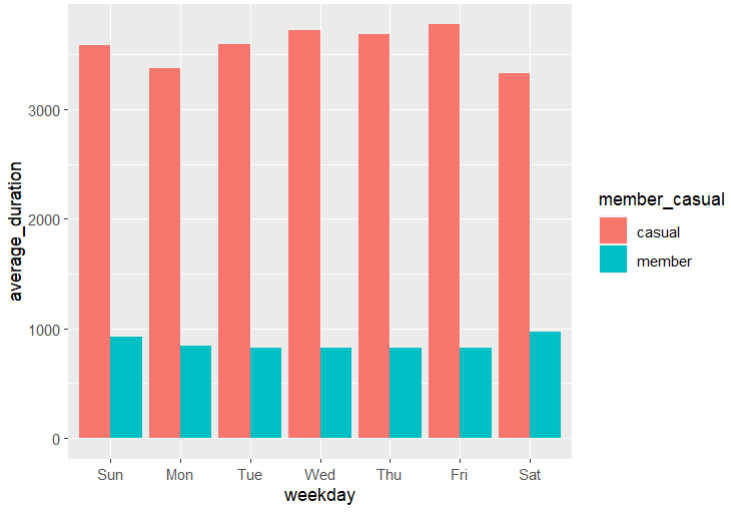 average_duration
3000
2000
1000
0
Sun Mon Tue Wed Thu Fri Sat
weekday
member_casual
casual
member